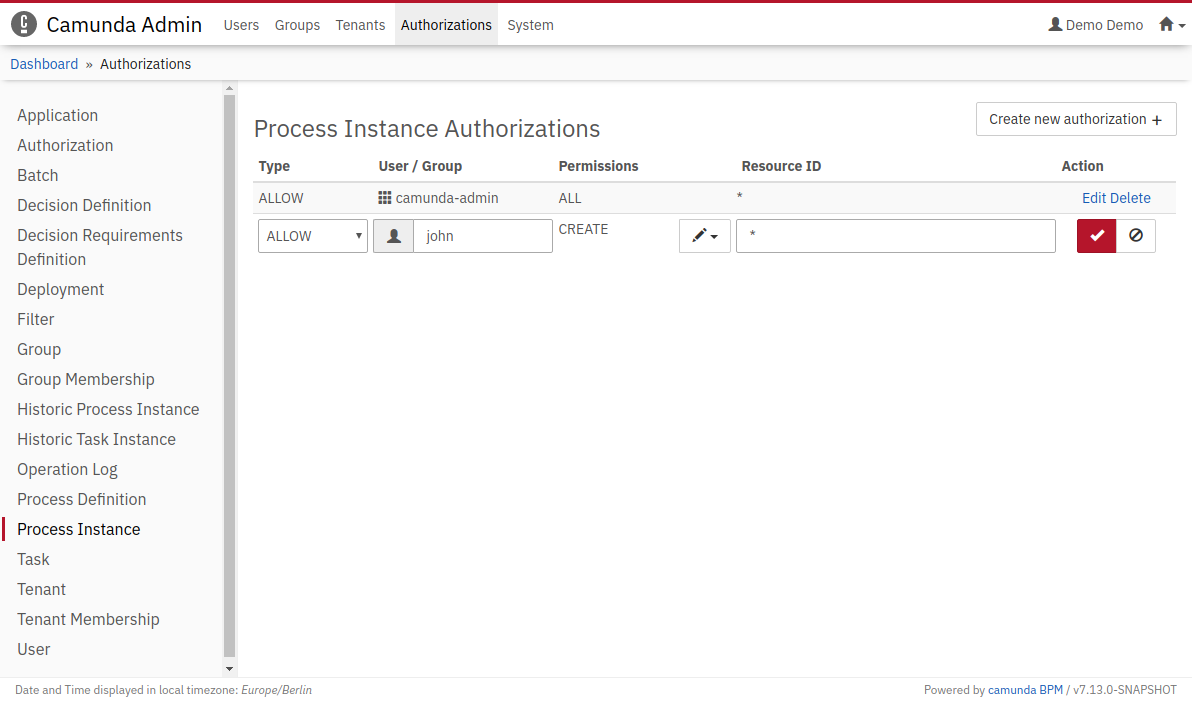 Camunda Admin Users Groups Tenants Authorizations System Demo Demo
Dashboard » Authorizations
Application
Authorization
Batch
Decision Definition
Decision Requirements
Definition
Deployment
Filter
Group
Group Membership
Historic Process Instance
Historic Task Instance
Operation Log
Process Definition
Process Instance
Task
Tenant
Tenant Membership
User
Process Instance Authorizations
Create new authorization +
Type User / Group Permissions Resource ID Action
ALLOW camunda-admin ALL * Edit Delete
ALLOW john CREATE *
Date and Time displayed in local timezone: Europe/Berlin
Powered by camunda BPM / v7.13.0-SNAPSHOT